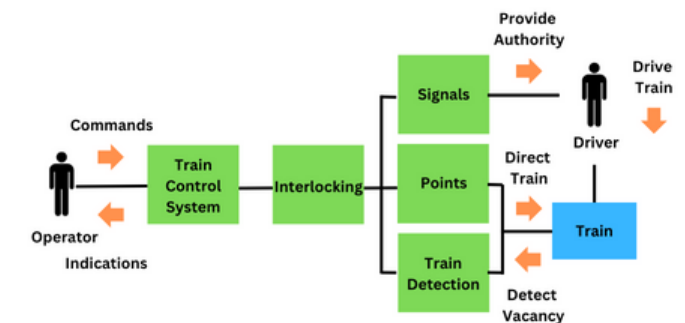 Commands
Operator
Indications
Train
Control
System
Interlocking
Signals
Points
Train
Detection
Provide
Authority
Direct
Train
Detect
Vacancy
Driver
Drive
Train
Train